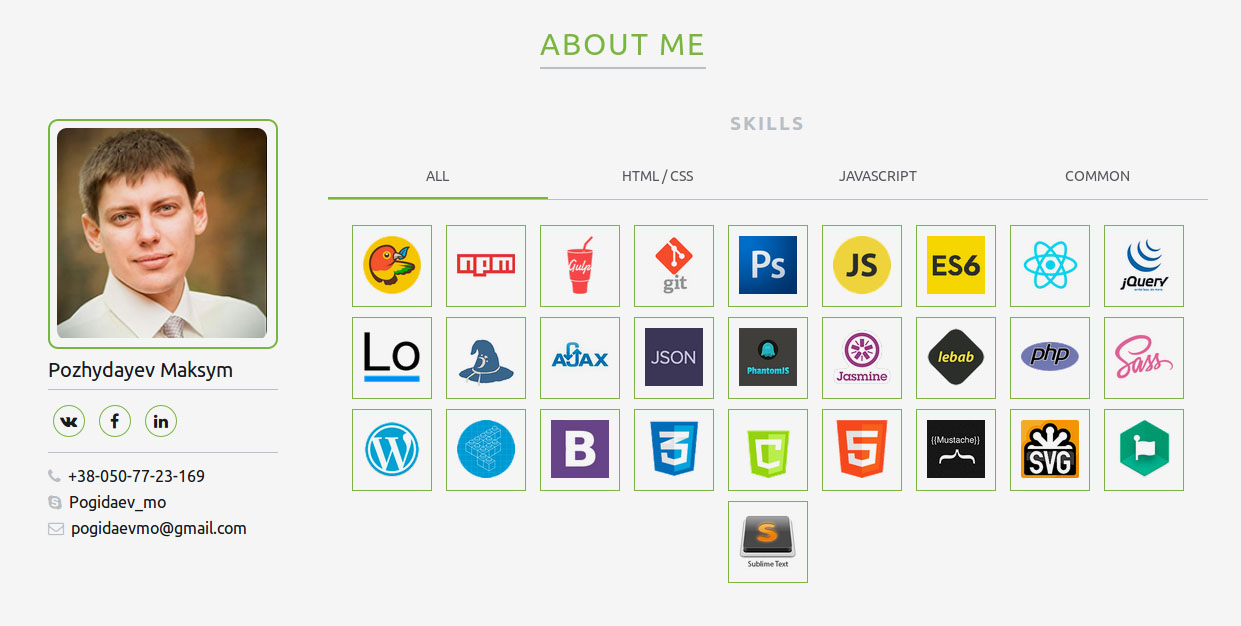 ABOUT ME
SKILLS
ALL HTML / CSS JAVASCRIPT COMMON
npm Gulp git Ps JS ES6 jQuery
Lo AJAX JSON PhantomJS Jasmine lebab php Sass
W B 3 C 5 {{Mustache}} SVG
S
Sublime Text
Pozhydayev Maksym
f in
+38-050-77-23-169
Pogidaev_mo
pogidaevmo@gmail.com